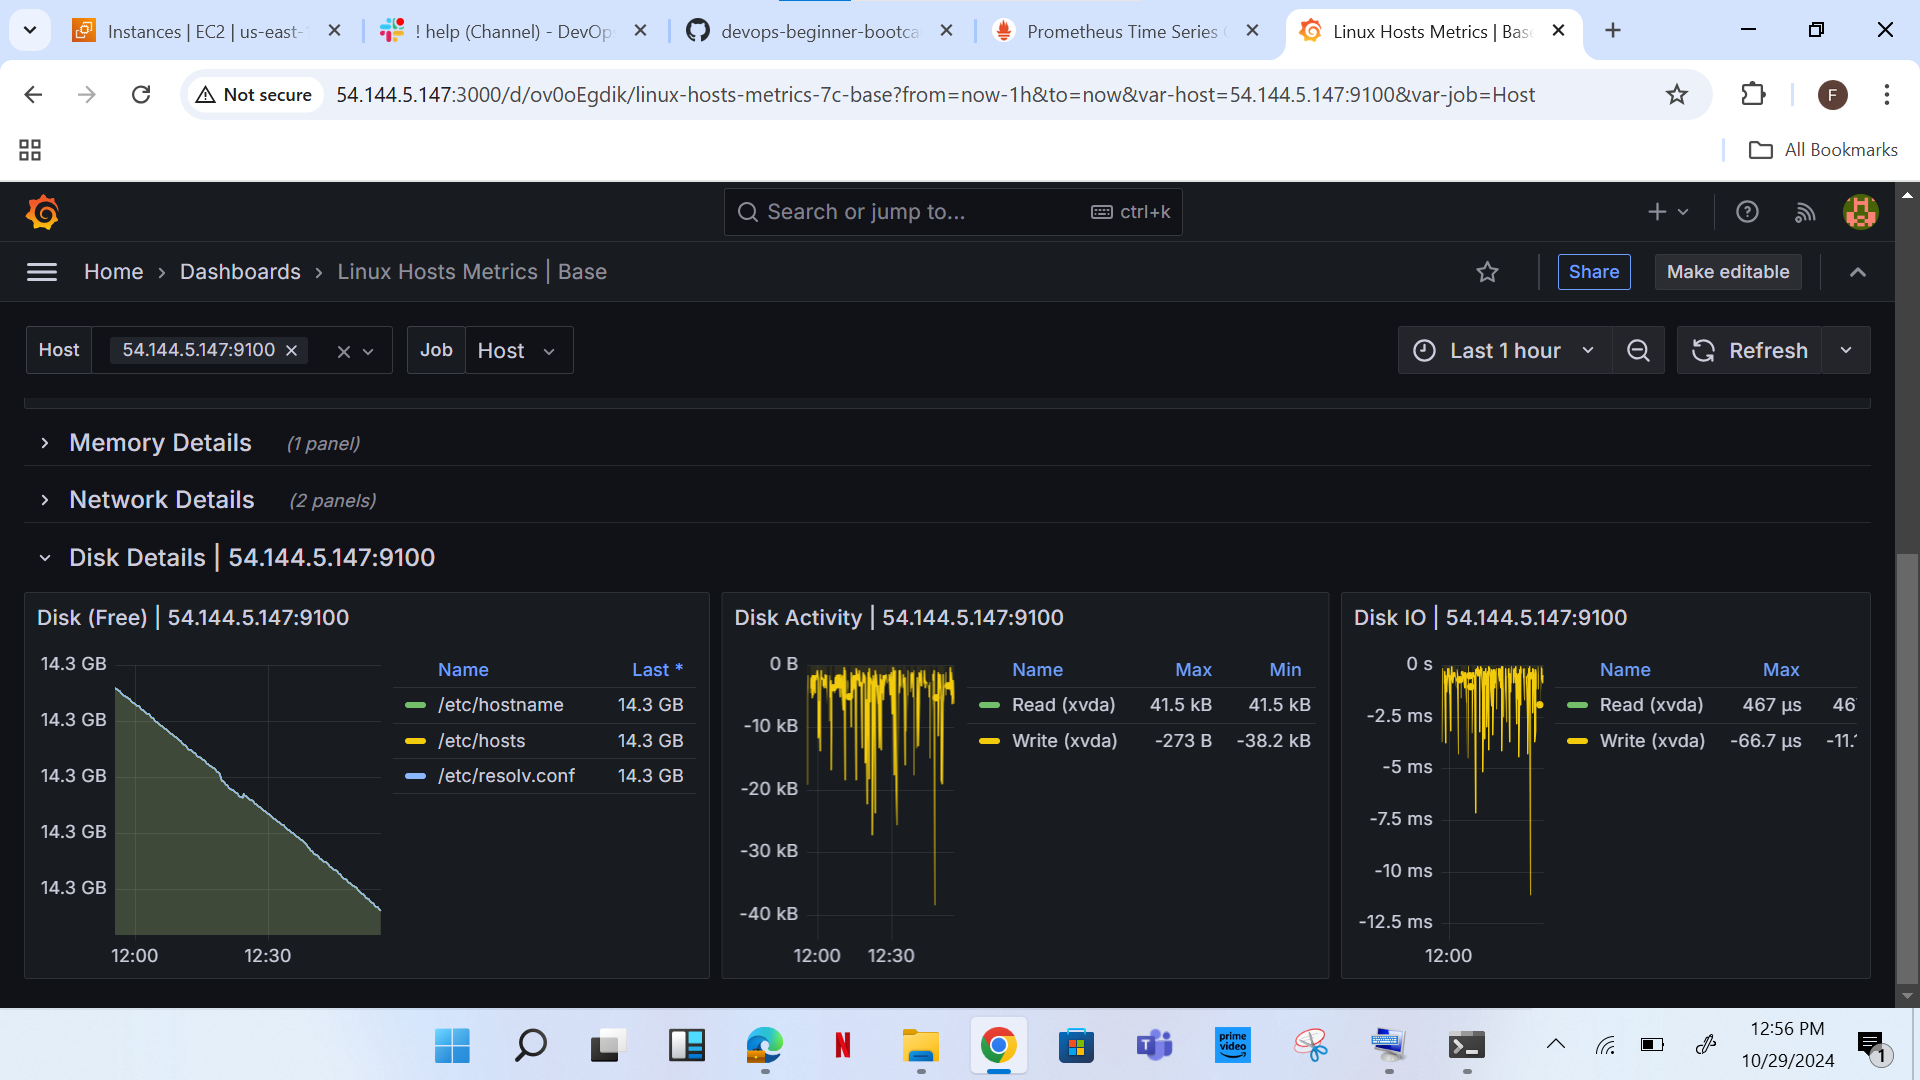 Instances | EC2 | us-east-1
! help (Channel) - DevOp
devops-beginner-bootca
Prometheus Time Series
Linux Hosts Metrics | Base
Not secure
54.144.5.147:3000/d/ov0oEgdik/linux-hosts-metrics-7c-base?from=now-1h&to=now&var-host=54.144.5.147:9100&var-job=Host
F
All Bookmarks
Search or jump to...
ctrl+k
Home › Dashboards › Linux Hosts Metrics | Base
Share
Make editable
Host
54.144.5.147:9100
Job
Host
Last 1 hour
Refresh
Memory Details (1 panel)
Network Details (2 panels)
Disk Details | 54.144.5.147:9100
Disk (Free) | 54.144.5.147:9100
14.3 GB
14.3 GB
14.3 GB
14.3 GB
14.3 GB
12:00 12:30
Name Last *
/etc/hostname 14.3 GB
/etc/hosts 14.3 GB
/etc/resolv.conf 14.3 GB
Disk Activity | 54.144.5.147:9100
0 B
-10 kB
-20 kB
-30 kB
-40 kB
12:00 12:30
Name Max Min
Read (xvda) 41.5 kB 41.5 kB
Write (xvda) -273 B -38.2 kB
Disk IO | 54.144.5.147:9100
0 s
-2.5 ms
-5 ms
-7.5 ms
-10 ms
-12.5 ms
12:00
Name Max
Read (xvda) 467 µs 46
Write (xvda) -66.7 µs -11.
N
T
prime video
12:56 PM
10/29/2024
1